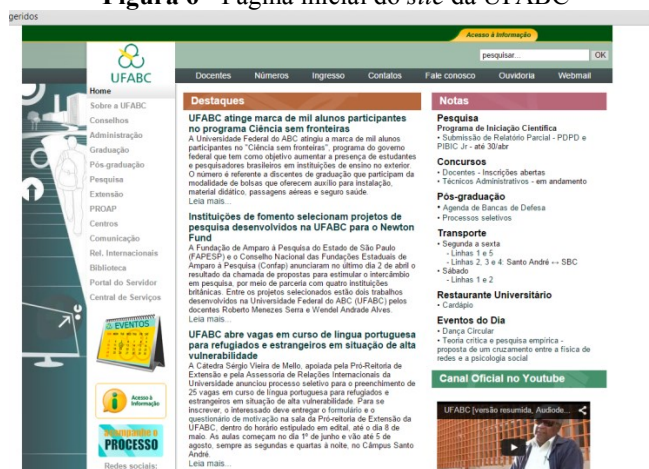 Figura 6 - Página inicial do site da UFABC
geridos
Acesso à Informação
pesquisar...
OK
UFABC
Docentes Números Ingresso Contatos Fale conosco Ouvidoria Webmail
Home
Sobre a UFABC
Conselhos
Administração
Graduação
Pós-graduação
Pesquisa
Extensão
PROAP
Centros
Comunicação
Rel. Internacionais
Biblioteca
Portal do Servidor
Central de Serviços
EVENTOS
Acesso à
Informação
acompanhe o
PROCESSO
Redes sociais:
Destaques
UFABC atinge marca de mil alunos participantes
no programa Ciência sem fronteiras
A Universidade Federal do ABC atingiu a marca de mil alunos
participantes no "Ciência sem fronteiras", programa do governo
federal que tem como objetivo aumentar a presença de estudantes
e pesquisadores brasileiros em instituições de ensino no exterior.
O número é referente a discentes de graduação que participam da
modalidade de bolsas que oferecem auxílio para instalação,
material didático, passagens aéreas e seguro saúde.
Leia mais...
Instituições de fomento selecionam projetos de
pesquisa desenvolvidos na UFABC para o Newton
Fund
A Fundação de Amparo à Pesquisa do Estado de São Paulo
(FAPESP) e o Conselho Nacional das Fundações Estaduais de
Amparo à Pesquisa (Confap) anunciaram no último dia 2 de abril o
resultado da chamada de propostas para estimular o intercâmbio
em pesquisa, por meio de parceria com quatro instituições
britânicas. Entre os projetos selecionados estão dois trabalhos
desenvolvidos na Universidade Federal do ABC (UFABC) pelos
docentes Roberto Menezes Serra e Wendel Andrade Alves.
Leia mais...
UFABC abre vagas em curso de língua portuguesa
para refugiados e estrangeiros em situação de alta
vulnerabilidade
A Cátedra Sérgio Vieira de Mello, apoiada pela Pró-Reitoria de
Extensão e pela Assessoria de Relações Internacionais da
Universidade anunciou processo seletivo para o preenchimento de
25 vagas em curso de língua portuguesa para refugiados e
estrangeiros em situação de alta vulnerabilidade. Para se
inscrever, o interessado deve entregar o formulário e o
questionário de motivação na sala da Pró-reitoria de Extensão da
UFABC, dentro do horário estipulado em edital, até o dia 8 de
maio. As aulas começam no dia 1º de junho e vão até 5 de
agosto, sempre as segundas e quartas à noite, no Câmpus Santo
André.
Leia mais...
Notas
Pesquisa
Programa de Iniciação Científica
• Submissão de Relatório Parcial - PDPD e
PIBIC Jr - até 30/abr
Concursos
• Docentes - Inscrições abertas
• Técnicos Administrativos - em andamento
Pós-graduação
• Agenda de Bancas de Defesa
• Processos seletivos
Transporte
• Segunda a sexta
- Linhas 1 e 5
- Linhas 2, 3 e 4: Santo André ↔ SBC
• Sábado
- Linhas 1 e 2
Restaurante Universitário
• Cardápio
Eventos do Dia
• Dança Circular
• Teoria crítica e pesquisa empírica -
proposta de um cruzamento entre a física de
redes e a psicologia social
Canal Oficial no Youtube
UFABC [versão resumida, Audiode...